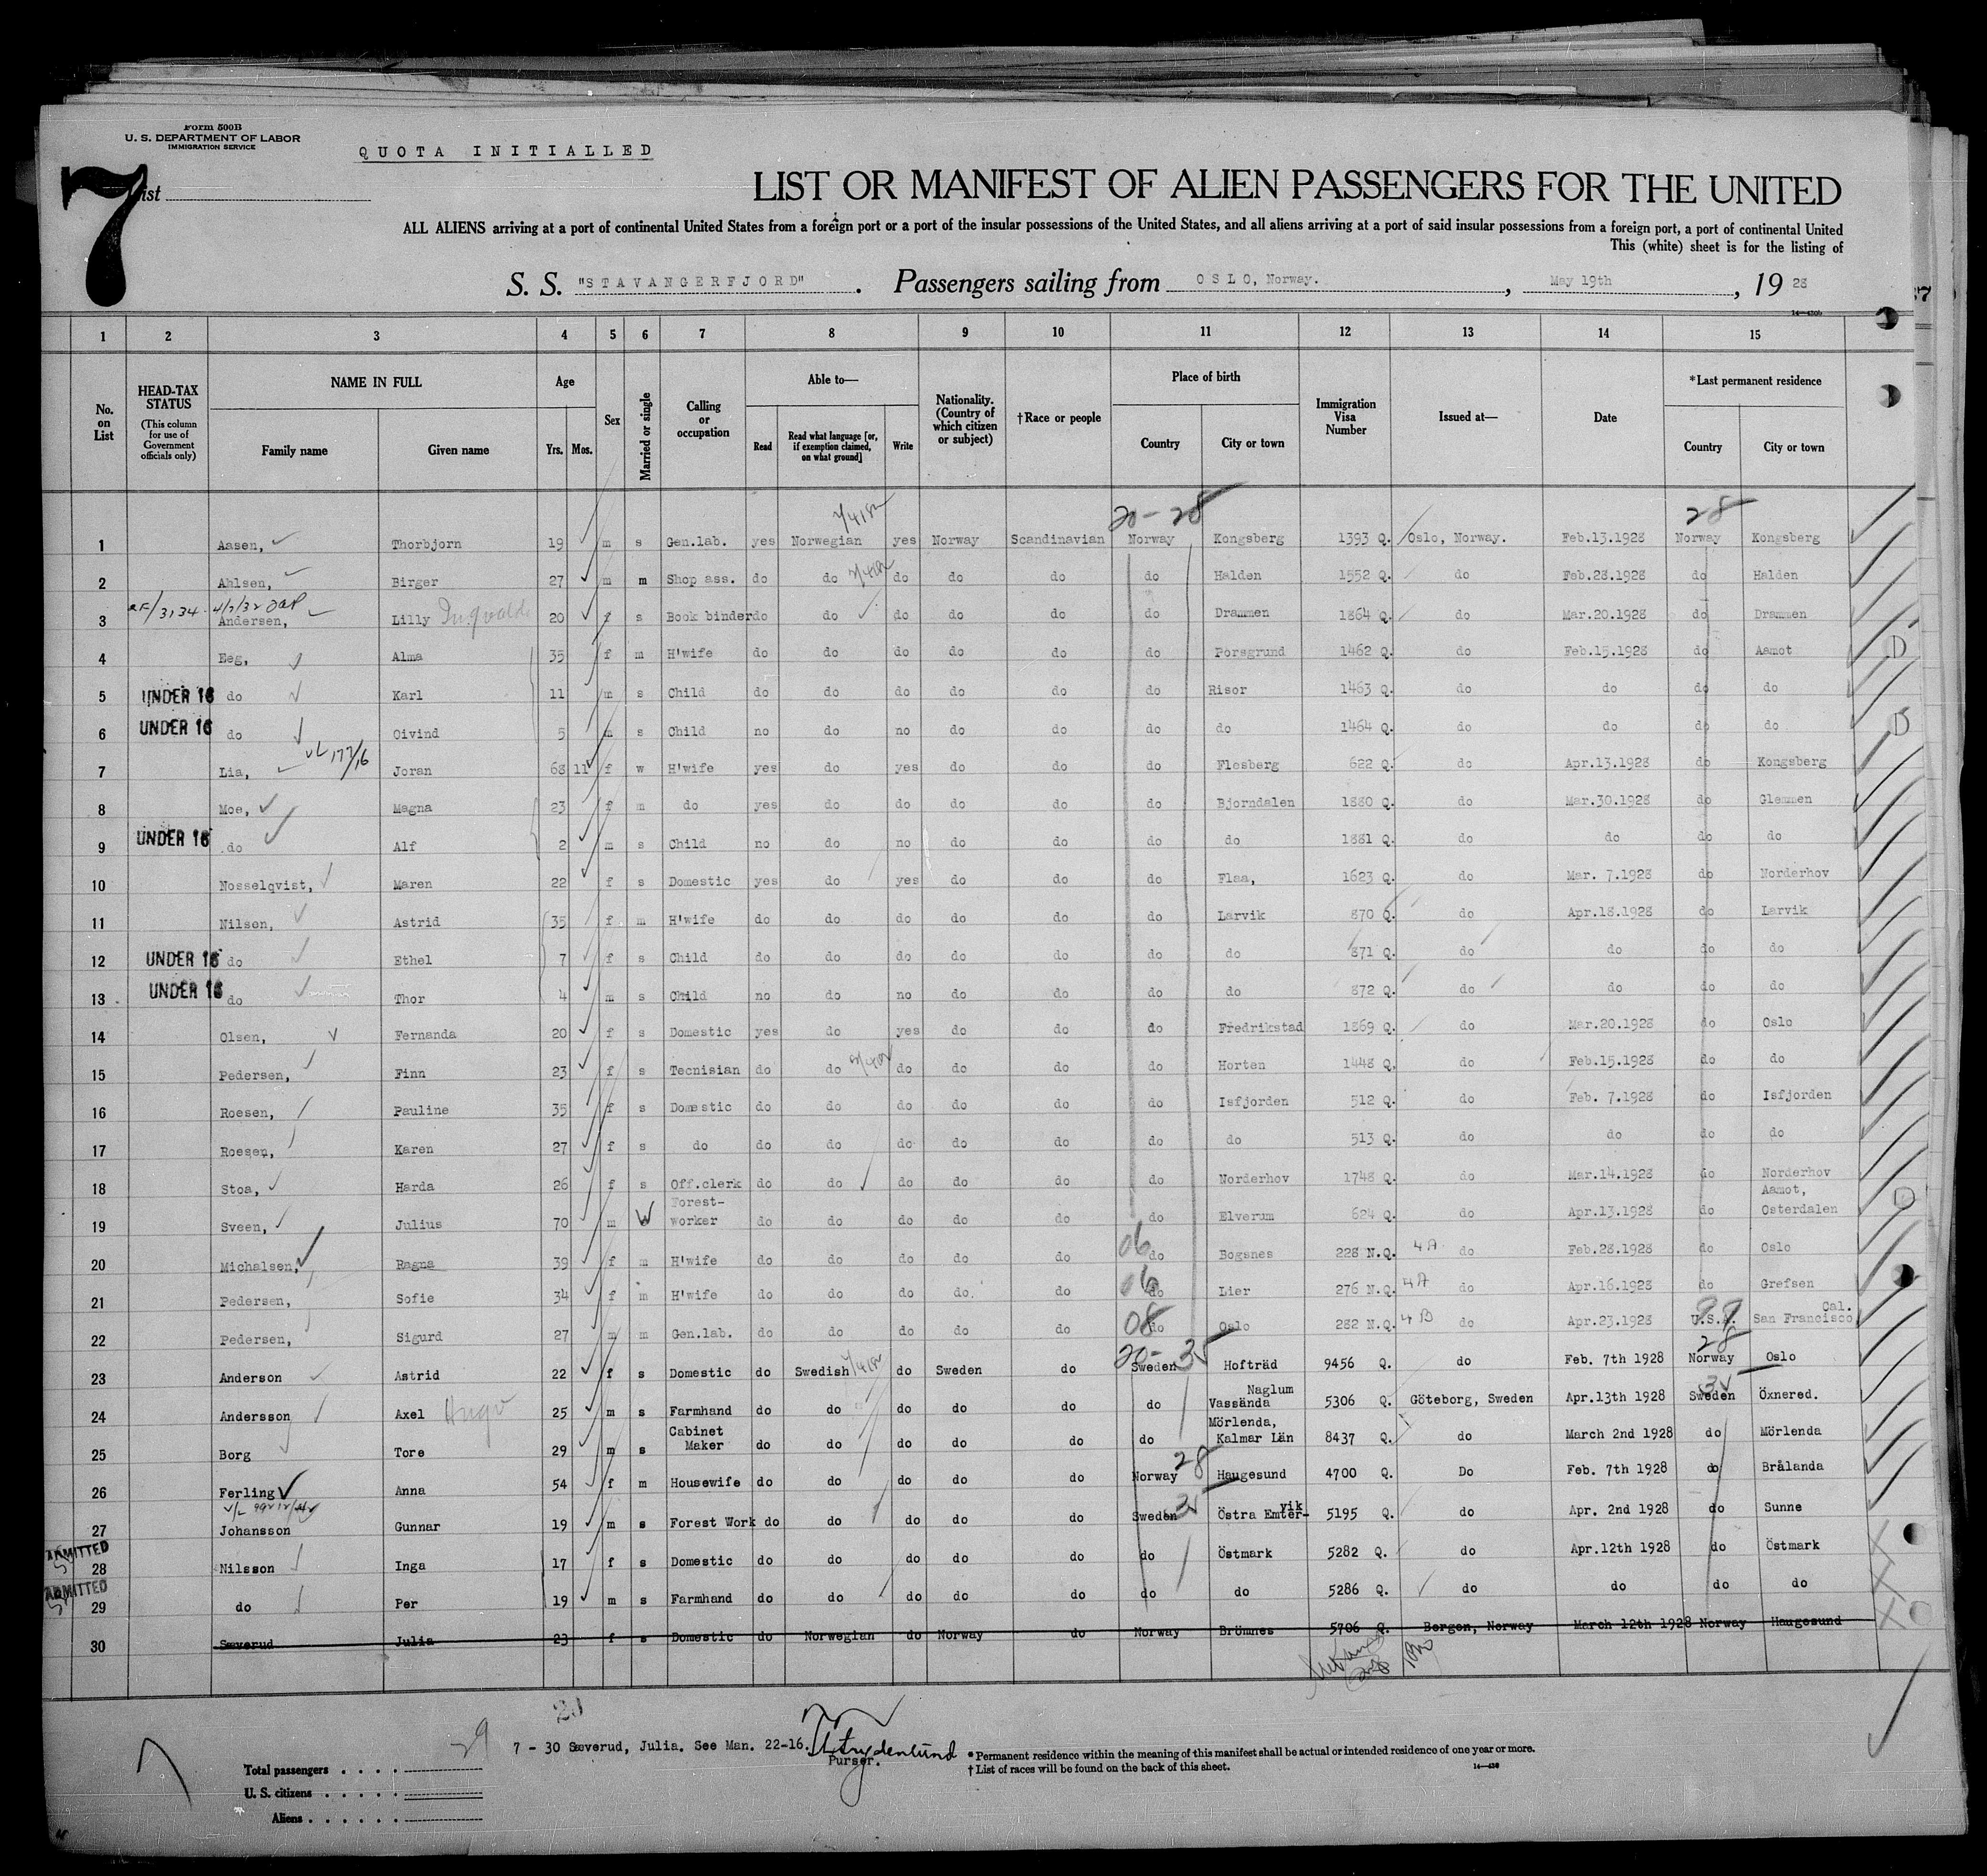 Form 500B
U. S. DEPARTMENT OF LABOR
IMMIGRATION SERVICE
QUOTA INITIALLED
7
List
LIST OR MANIFEST OF ALIEN PASSENGERS FOR THE UNITED
ALL ALIENS arriving at a port of continental United States from a foreign port or a port of the insular possessions of the United States, and all aliens arriving at a port of said insular possessions from a foreign port, a port of continental United
This (white) sheet is for the listing of
S. S. "STAVANGERFJORD". Passengers sailing from OSLO, Norway., May 19th, 1928
14—430b
1 2 3 4 5 6 7 8 9 10 11 12 13 14 15
No. on List
HEAD-TAX STATUS (This column for use of Government officials only)
NAME IN FULL Family name Given name
Age Yrs. Mos.
Sex
Married or single
Calling or occupation
Able to— Read Read what language [or, if exemption claimed, on what ground] Write
Nationality. (Country of which citizen or subject)
†Race or people
Place of birth Country City or town
Immigration Visa Number
Issued at—
Date
*Last permanent residence Country City or town
20-28 28
1 Aasen, Thorbjorn 19 m s Gen.lab. yes Norwegian yes Norway Scandinavian Norway Kongsberg 1393 Q. Oslo, Norway. Feb.13.1928 Norway Kongsberg
2 Ahlsen, Birger 27 m m Shop ass. do do do do do do Halden 1552 Q. do Feb.28.1928 do Halden
3 Andersen, Lilly 20 f s Book binder do do do do do do Drammen 1864 Q. do Mar.20.1928 do Drammen
4 Eeg, Alma 35 f m H'wife do do do do do do Porsgrund 1462 Q. do Feb.15.1928 do Aamot
5 UNDER 16 do Karl 11 m s Child do do do do do do Risor 1463 Q. do do do do
6 UNDER 16 do Oivind 5 m s Child no do no do do do do 1464 Q. do do do do
7 Lia, Joran 68 11 f w H'wife yes do yes do do do Flesberg 622 Q. do Apr.13.1928 do Kongsberg
8 Moe, Magna 23 f m do yes do do do do do Bjorndalen 1880 Q. do Mar.30.1928 do Glemmen
9 UNDER 16 do Alf 2 m s Child no do no do do do do 1881 Q. do do do do
10 Nosselqvist, Maren 22 f s Domestic yes do yes do do do Flaa, 1623 Q. do Mar. 7.1928 do Norderhov
11 Nilsen, Astrid 35 f m H'wife do do do do do do Larvik 870 Q. do Apr.18.1928 do Larvik
12 UNDER 16 do Ethel 7 f s Child do do do do do do do 871 Q. do do do do
13 UNDER 16 do Thor 4 m s Child no do no do do do do 872 Q. do do do do
14 Olsen, Fernanda 20 f s Domestic yes do yes do do do Fredrikstad 1869 Q. do Mar.20.1928 do Oslo
15 Pedersen, Finn 23 f s Tecnisian do do do do do do Horten 1448 Q. do Feb.15.1928 do do
16 Roesen, Pauline 35 f s Domestic do do do do do do Isfjorden 512 Q. do Feb. 7.1928 do Isfjorden
17 Roesen, Karen 27 f s do do do do do do do do 513 Q. do do do do
18 Stoa, Harda 26 f s Off.clerk do do do do do do Norderhov 1748 Q. do Mar.14.1928 do Norderhov
19 Sveen, Julius 70 m W Forest-worker do do do do do do Elverum 624 Q. do Apr.13.1928 do Aamot, Osterdalen
20 Michalsen, Ragna 39 f m H'wife do do do do do 06 do Bogsnes 228 N.Q. 4A do Feb.28.1928 do Oslo
21 Pedersen, Sofie 34 f m H'wife do do do do. do 06 do Lier 276 N.Q. 4A do Apr.16.1928 do Grefsen
22 Pedersen, Sigurd 27 m m Gen.lab. do do do do do 08 do Oslo 282 N.Q. 4B do Apr.23.1928 99 U.S.A. San Francisco, Cal.
23 Anderson Astrid 22 f s Domestic do Swedish do Sweden do 20-35 Sweden Hofträd 9456 Q. do Feb. 7th 1928 28 Norway Oslo
24 Andersson Axel Hugo 25 m s Farmhand do do do do do do Naglum Vassända 5306 Q. Göteborg, Sweden Apr.13th 1928 35 Sweden Öxnered.
25 Borg Tore 29 m s Cabinet Maker do do do do do do Mörlenda, Kalmar Län 8437 Q. do March 2nd 1928 do Mörlenda
26 Ferling Anna 54 f m Housewife do do do do do Norway 28 Haugesund 4700 Q. Do Feb. 7th 1928 do Brålanda
27 Johansson Gunnar 19 m s Forest Work do do do do do Sweden 35 Östra Emter-vik 5195 Q. do Apr. 2nd 1928 do Sunne
ADMITTED
28 Nilsson Inga 17 f s Domestic do do do do do do Östmark 5282 Q. do Apr.12th 1928 do Östmark
ADMITTED
29 do Per 19 m s Farmhand do do do do do do do 5286 Q. do do do do
30 Sæverud Julia 23 f s Domestic do Norwegian do Norway do Norway Brömnes 5706 Q. Bergen, Norway March 12th 1928 Norway Haugesund
29
7 - 30 Sæverud, Julia. See Man. 22-16.
Purser.
Total passengers
U. S. citizens
Aliens
*Permanent residence within the meaning of this manifest shall be actual or intended residence of one year or more.
†List of races will be found on the back of this sheet.
14—430